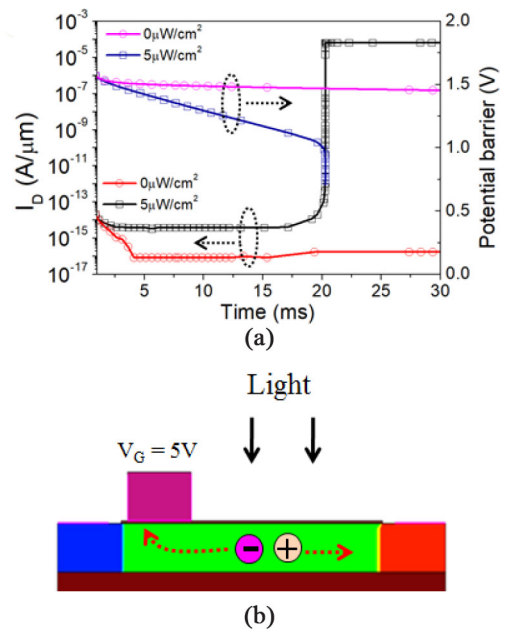 (a)
10⁻³
10⁻⁵
10⁻⁷
10⁻⁹
10⁻¹¹
10⁻¹³
10⁻¹⁵
10⁻¹⁷
I_D (A/μm)
0μW/cm²
5μW/cm²
0μW/cm²
5μW/cm²
2.0
1.5
1.0
0.5
0.0
Potential barrier (V)
5 10 15 20 25 30
Time (ms)
(a)
Light
V_G = 5V
- +
(b)